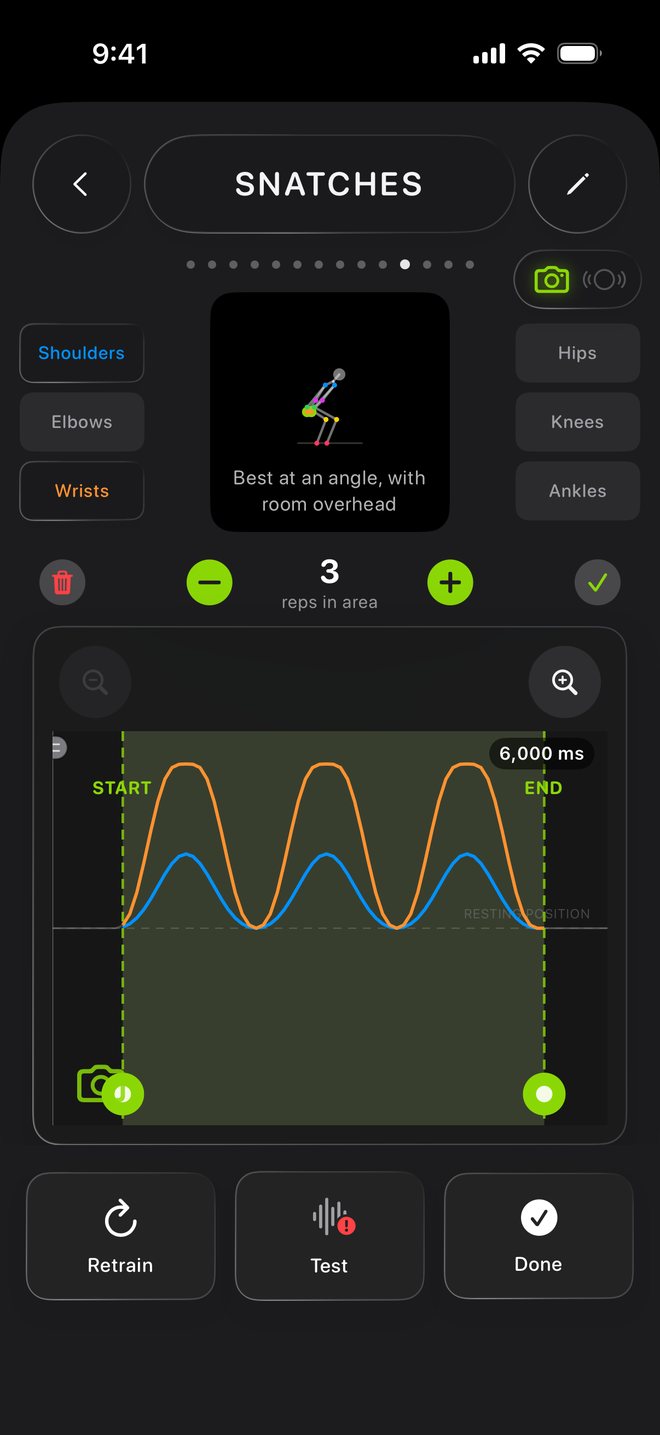 9:41
SNATCHES
Shoulders
Elbows
Wrists
Best at an angle, with
room overhead
Hips
Knees
Ankles
3
reps in area
6,000 ms
START
END
RESTING POSITION
Retrain
Test
Done